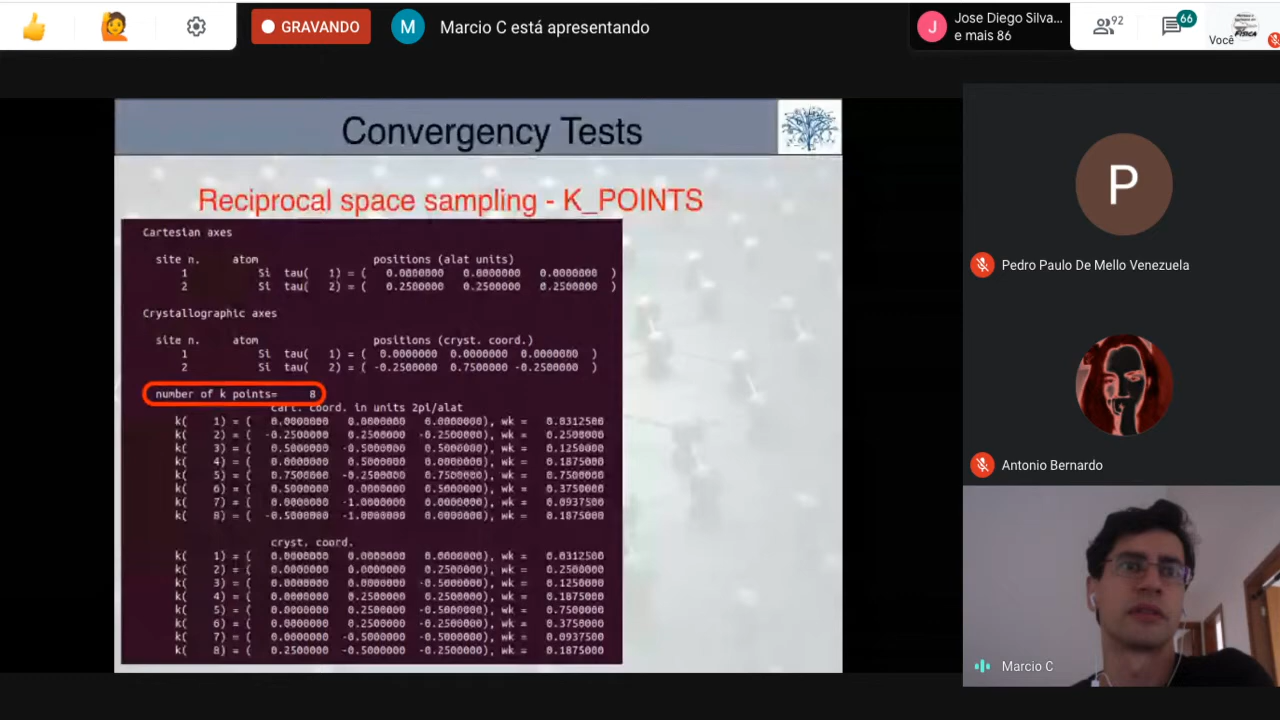 GRAVANDO
M
Marcio C está apresentando
J
Jose Diego Silva...
e mais 86
92
66
Você
FÍSICA
Convergency Tests
Reciprocal space sampling - K_POINTS
Cartesian axes
site n. atom positions (alat units)
1 Si tau( 1) = ( 0.0000000 0.0000000 0.0000000 )
2 Si tau( 2) = ( 0.2500000 0.2500000 0.2500000 )
Crystallographic axes
site n. atom positions (cryst. coord.)
1 Si tau( 1) = ( 0.0000000 0.0000000 0.0000000 )
2 Si tau( 2) = ( -0.2500000 0.7500000 -0.2500000 )
number of k points= 8
cart. coord. in units 2pi/alat
k( 1) = ( 0.0000000 0.0000000 0.0000000), wk = 0.0312500
k( 2) = ( -0.2500000 0.2500000 -0.2500000), wk = 0.2500000
k( 3) = ( 0.5000000 -0.5000000 0.5000000), wk = 0.1250000
k( 4) = ( 0.0000000 0.5000000 0.0000000), wk = 0.1875000
k( 5) = ( 0.7500000 -0.2500000 0.7500000), wk = 0.7500000
k( 6) = ( 0.5000000 0.0000000 0.5000000), wk = 0.3750000
k( 7) = ( 0.0000000 -1.0000000 0.0000000), wk = 0.0937500
k( 8) = ( -0.5000000 -1.0000000 0.0000000), wk = 0.1875000
cryst. coord.
k( 1) = ( 0.0000000 0.0000000 0.0000000), wk = 0.0312500
k( 2) = ( 0.0000000 0.0000000 0.2500000), wk = 0.2500000
k( 3) = ( 0.0000000 0.0000000 -0.5000000), wk = 0.1250000
k( 4) = ( 0.0000000 0.2500000 0.0000000), wk = 0.1875000
k( 5) = ( 0.0000000 0.2500000 -0.5000000), wk = 0.7500000
k( 6) = ( 0.0000000 0.2500000 -0.2500000), wk = 0.3750000
k( 7) = ( 0.0000000 -0.5000000 -0.5000000), wk = 0.0937500
k( 8) = ( 0.2500000 -0.5000000 -0.2500000), wk = 0.1875000
P
Pedro Paulo De Mello Venezuela
Antonio Bernardo
Marcio C